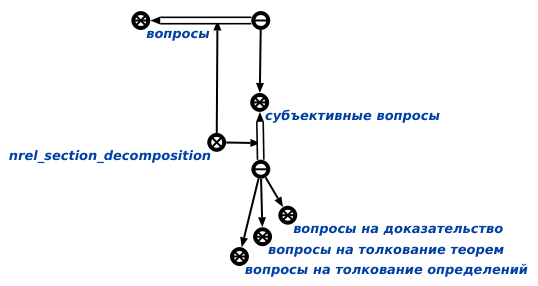 вопросы
субъективные вопросы
nrel_section_decomposition
вопросы на доказательство
вопросы на толкование теорем
вопросы на толкование определений